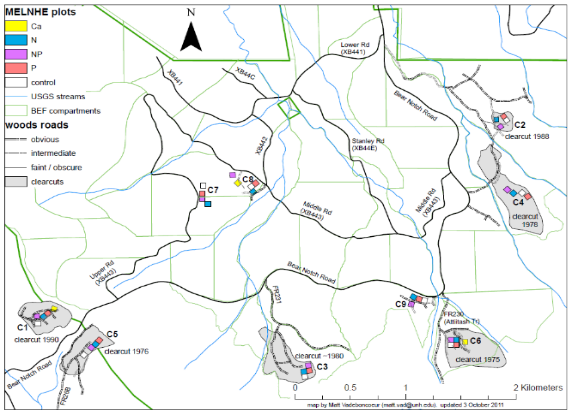 MELNHE plots
Ca
N
NP
P
control
USGS streams
BEF compartments
woods roads
obvious
intermediate
faint / obscure
clearcuts
N
Lower Rd
(XB441)
XB441
XB44C
Bear Notch Road
C2
clearcut 1988
XB443
Stanley Rd
(XB44E)
C7
C8
C4
clearcut
1978
Middle Rd
(XB443)
Middle Rd
(XB443)
Upper Rd
(XB443)
Bear Notch Road
C9
FR230
(Attitash Tr)
FR231
C1
clearcut 1990
C5
clearcut 1976
C6
clearcut 1975
clearcut ~1980
C3
Bear Notch Road
FR20B
0 0.5 1 2 Kilometers
map by Matt Vadeboncoeur (matt.vad@unh.edu), updated 3 October 2011